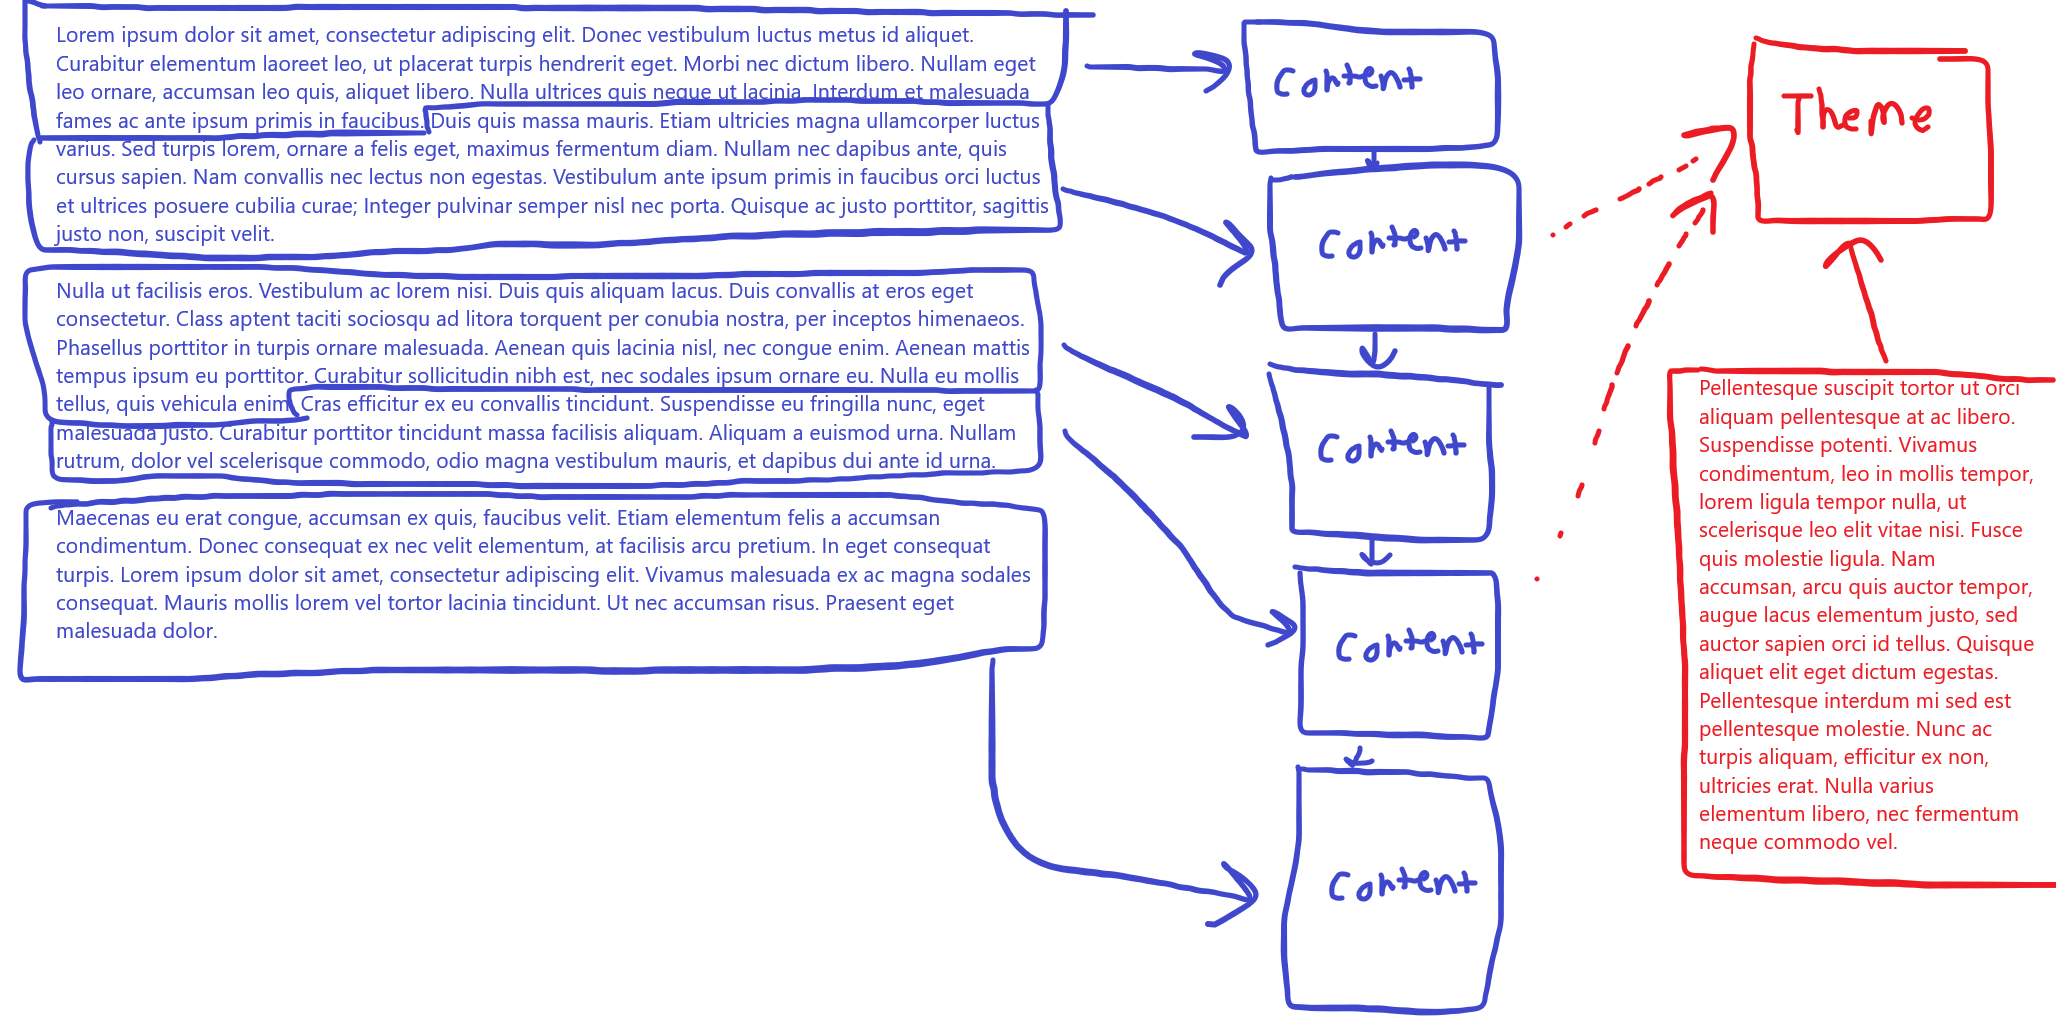 Lorem ipsum dolor sit amet, consectetur adipiscing elit. Donec vestibulum luctus metus id aliquet.
Curabitur elementum laoreet leo, ut placerat turpis hendrerit eget. Morbi nec dictum libero. Nullam eget
leo ornare, accumsan leo quis, aliquet libero. Nulla ultrices quis neque ut lacinia. Interdum et malesuada
fames ac ante ipsum primis in faucibus. Duis quis massa mauris. Etiam ultricies magna ullamcorper luctus
varius. Sed turpis lorem, ornare a felis eget, maximus fermentum diam. Nullam nec dapibus ante, quis
cursus sapien. Nam convallis nec lectus non egestas. Vestibulum ante ipsum primis in faucibus orci luctus
et ultrices posuere cubilia curae; Integer pulvinar semper nisl nec porta. Quisque ac justo porttitor, sagittis
justo non, suscipit velit.
Nulla ut facilisis eros. Vestibulum ac lorem nisi. Duis quis aliquam lacus. Duis convallis at eros eget
consectetur. Class aptent taciti sociosqu ad litora torquent per conubia nostra, per inceptos himenaeos.
Phasellus porttitor in turpis ornare malesuada. Aenean quis lacinia nisl, nec congue enim. Aenean mattis
tempus ipsum eu porttitor. Curabitur sollicitudin nibh est, nec sodales ipsum ornare eu. Nulla eu mollis
tellus, quis vehicula enim. Cras efficitur ex eu convallis tincidunt. Suspendisse eu fringilla nunc, eget
malesuada justo. Curabitur porttitor tincidunt massa facilisis aliquam. Aliquam a euismod urna. Nullam
rutrum, dolor vel scelerisque commodo, odio magna vestibulum mauris, et dapibus dui ante id urna.
Maecenas eu erat congue, accumsan ex quis, faucibus velit. Etiam elementum felis a accumsan
condimentum. Donec consequat ex nec velit elementum, at facilisis arcu pretium. In eget consequat
turpis. Lorem ipsum dolor sit amet, consectetur adipiscing elit. Vivamus malesuada ex ac magna sodales
consequat. Mauris mollis lorem vel tortor lacinia tincidunt. Ut nec accumsan risus. Praesent eget
malesuada dolor.
Content
Content
Content
Content
Content
Theme
Pellentesque suscipit tortor ut orci
aliquam pellentesque at ac libero.
Suspendisse potenti. Vivamus
condimentum, leo in mollis tempor,
lorem ligula tempor nulla, ut
scelerisque leo elit vitae nisi. Fusce
quis molestie ligula. Nam
accumsan, arcu quis auctor tempor,
augue lacus elementum justo, sed
auctor sapien orci id tellus. Quisque
aliquet elit eget dictum egestas.
Pellentesque interdum mi sed est
pellentesque molestie. Nunc ac
turpis aliquam, efficitur ex non,
ultricies erat. Nulla varius
elementum libero, nec fermentum
neque commodo vel.